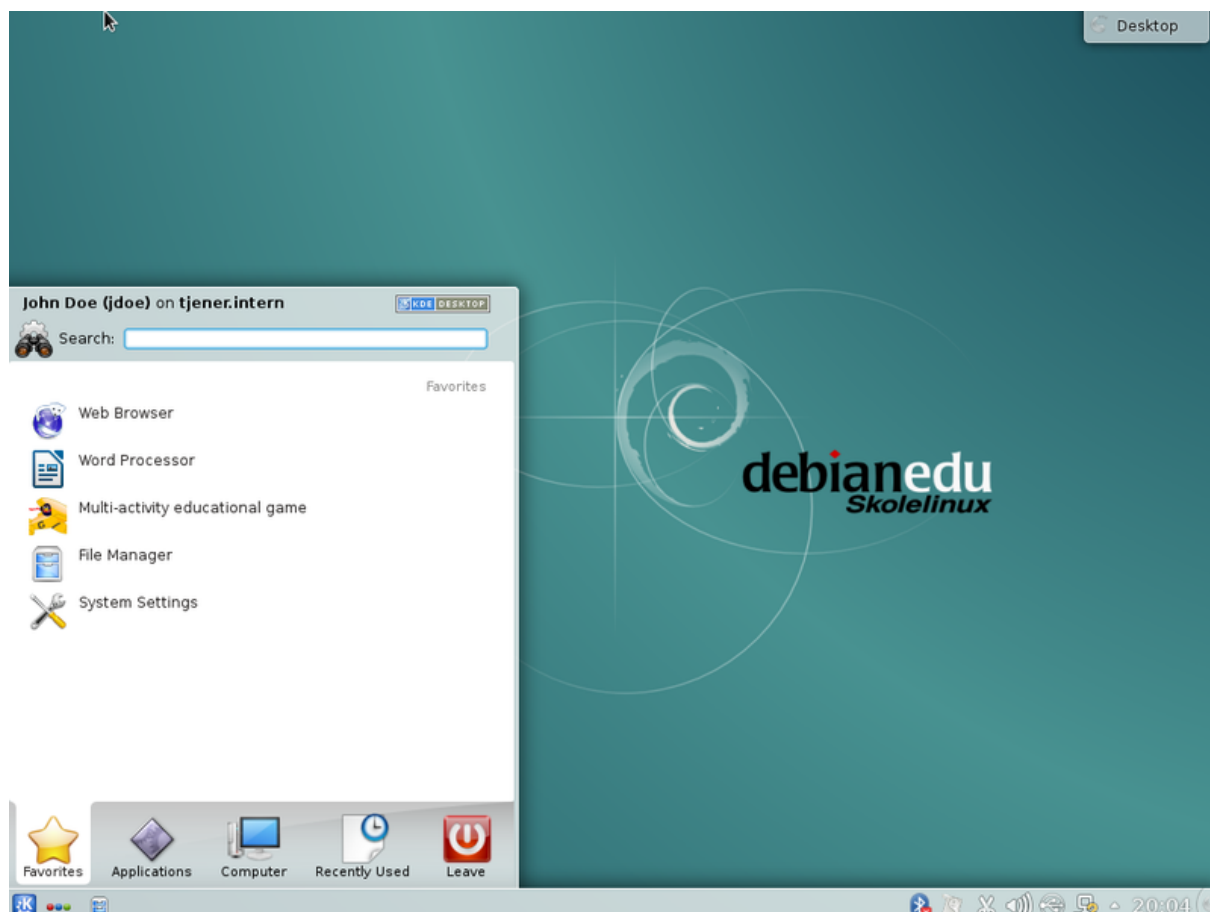 Desktop
John Doe (jdoe) on tjener.intern
KDE DESKTOP
Search:
Favorites
Web Browser
Word Processor
Multi-activity educational game
File Manager
System Settings
debianedu
Skolelinux
Favorites Applications Computer Recently Used Leave
20:04